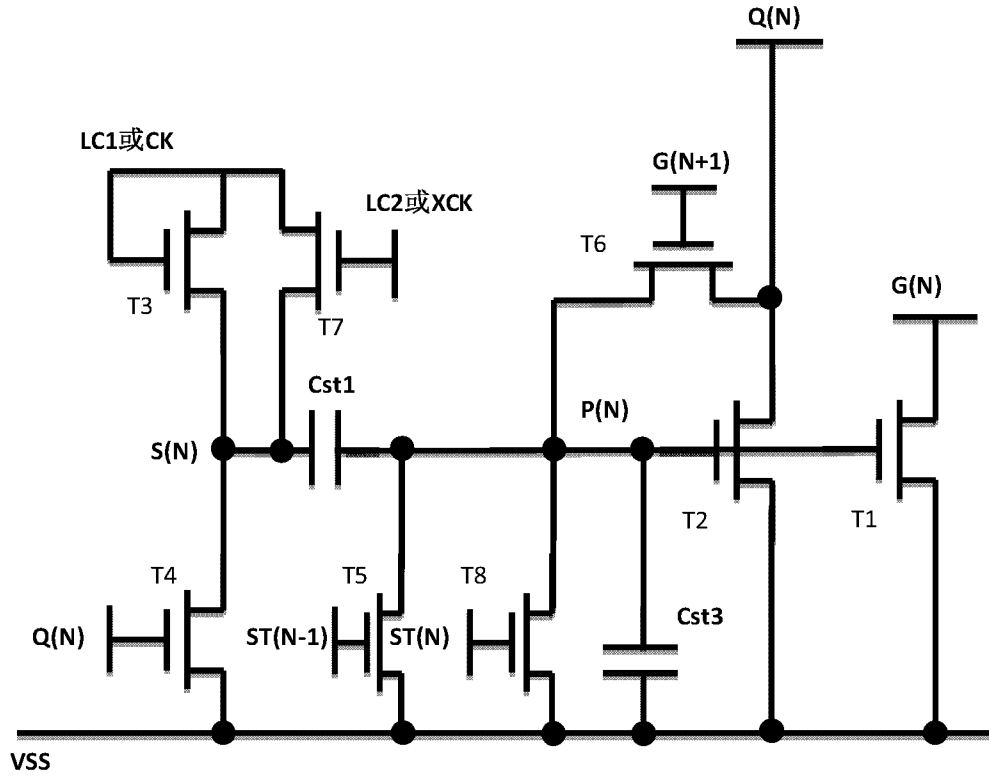 Q(N)
LC1或CK
G(N+1)
LC2或XCK
T6
G(N)
T3
T7
Cst1
P(N)
S(N)
T2
T1
T4
T5
T8
Cst3
Q(N)
ST(N-1)
ST(N)
VSS